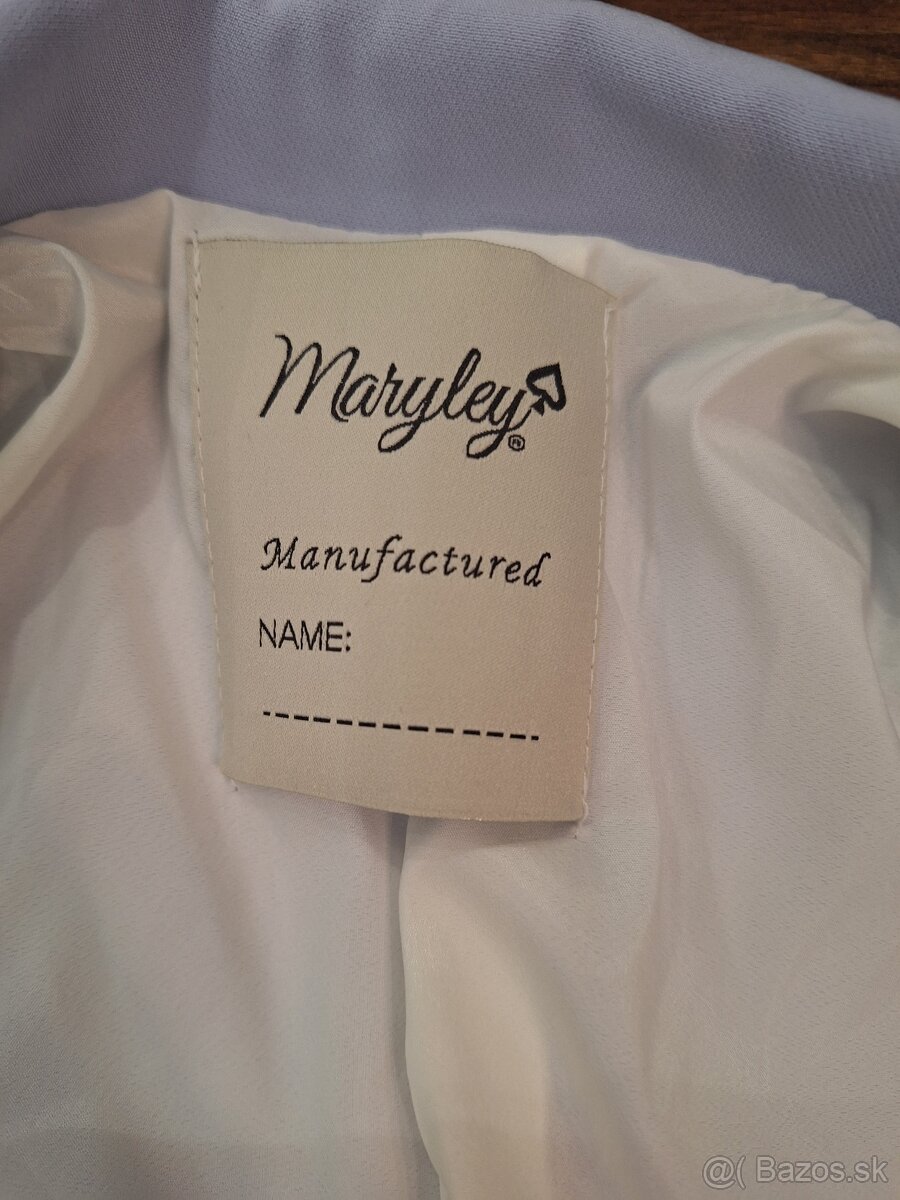 Maryley
Manufactured
NAME:
@( Bazos.sk